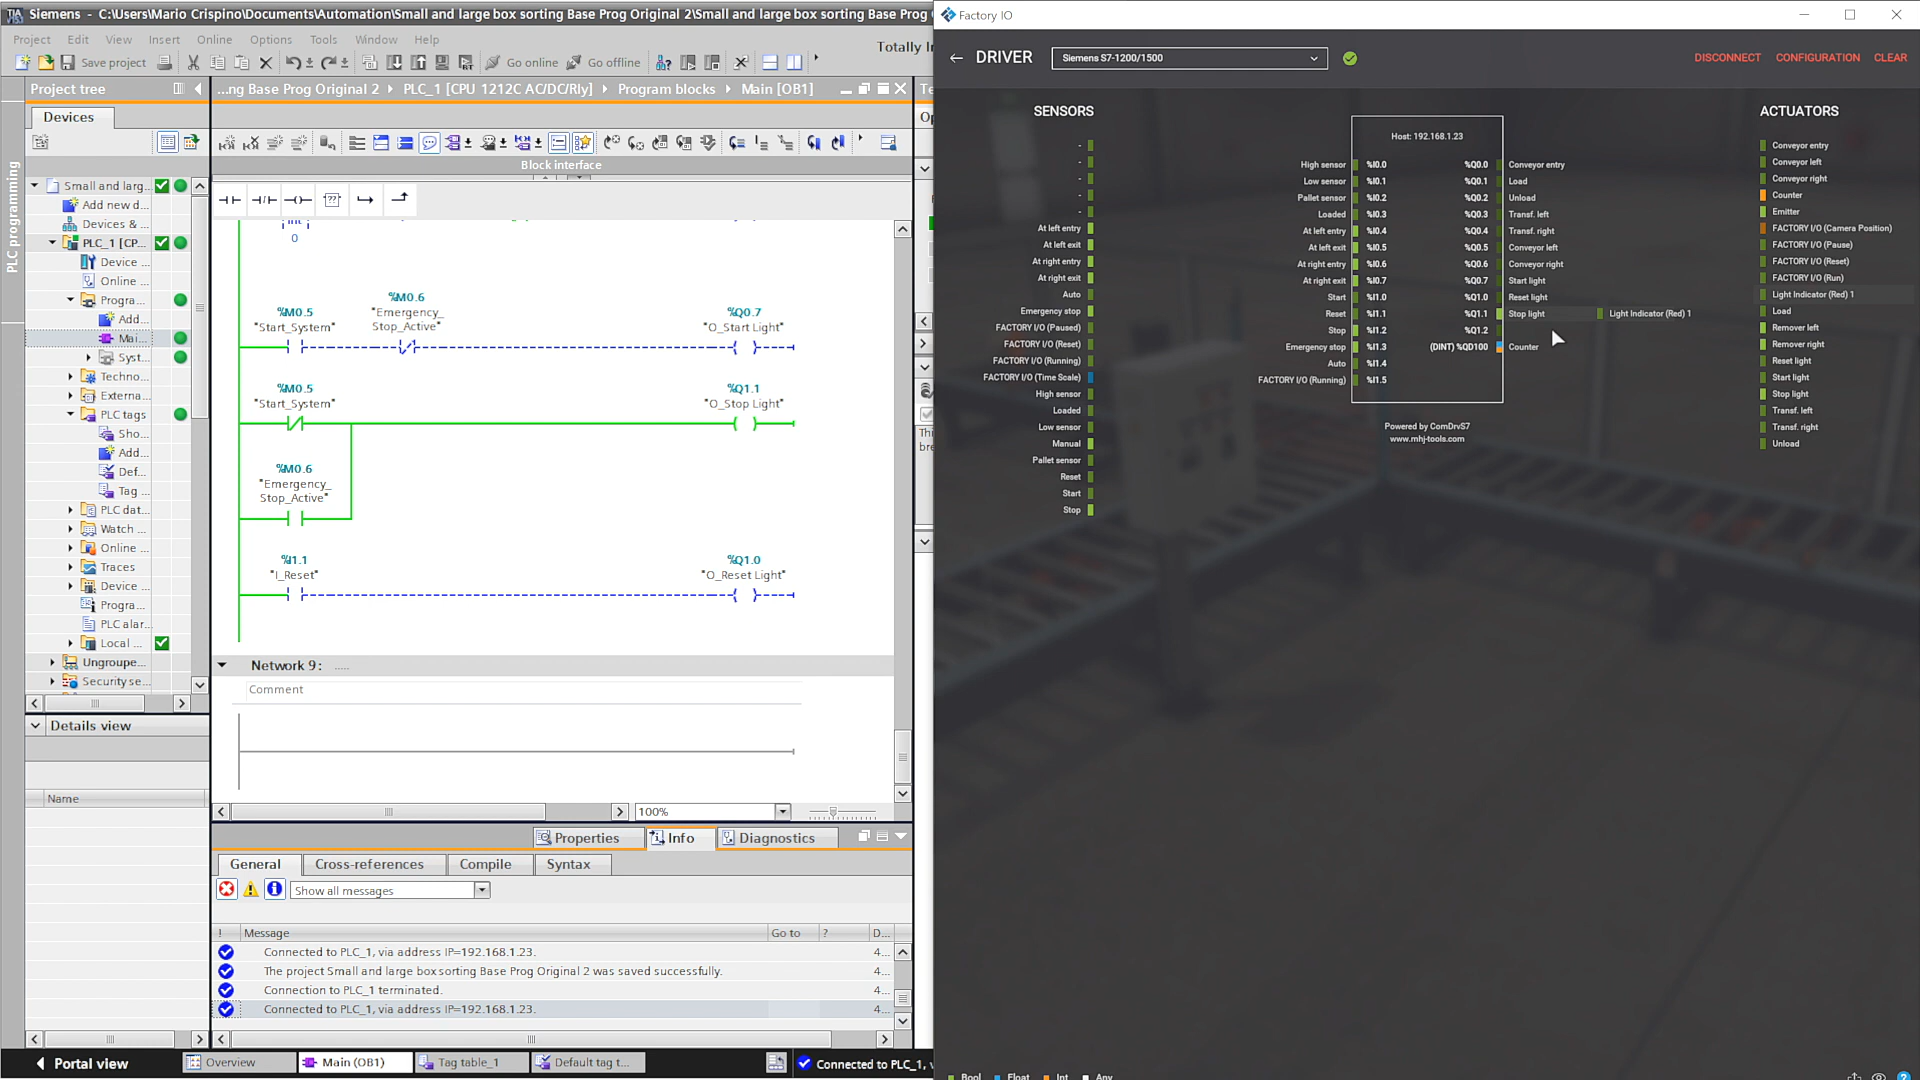 Siemens - C:\Users\Mario Crispino\Documents\Automation\Small and large box sorting Base Prog Original 2\Small and large box sorting Base Prog
Project Edit View Insert Online Options Tools Window Help
Totally
Save project
Go online
Go offline
Project tree
...ng Base Prog Original 2 PLC_1 [CPU 1212C AC/DC/Rly] Program blocks Main [OB1]
Devices
PLC programming
Block interface
Small and larg...
Add new d...
Devices &
PLC_1 [CP...
Device ...
Online ...
Progra...
Add...
Mai...
Syst...
Techno...
Externa...
PLC tags
Sho...
Add...
Def...
Tag ...
PLC dat...
Watch ...
Online ...
Traces
Device ...
Progra...
PLC alar...
Local ...
Ungroupe...
Security se...
Details view
Name
Int
0
%M0.5
"Start_System"
%M0.6
"Emergency_
Stop_Active"
%Q0.7
"O_Start Light"
%M0.5
"Start_System"
%Q1.1
"O_Stop Light"
%M0.6
"Emergency_
Stop_Active"
%I1.1
"I_Reset"
%Q1.0
"O_Reset Light"
Network 9: .....
Comment
100%
Properties
Info
Diagnostics
General
Cross-references
Compile
Syntax
Show all messages
! Message Go to ? D...
Connected to PLC_1, via address IP=192.168.1.23. 4...
The project Small and large box sorting Base Prog Original 2 was saved successfully. 4...
Connection to PLC_1 terminated. 4...
Connected to PLC_1, via address IP=192.168.1.23. 4...
Portal view
Overview
Main (OB1)
Tag table_1
Default tag t...
Connected to PLC_1,
Factory IO
DRIVER
Siemens S7-1200/1500
DISCONNECT
CONFIGURATION
CLEAR
SENSORS
-
-
-
-
-
At left entry
At left exit
At right entry
At right exit
Auto
Emergency stop
FACTORY I/O (Paused)
FACTORY I/O (Reset)
FACTORY I/O (Running)
FACTORY I/O (Time Scale)
High sensor
Loaded
Low sensor
Manual
Pallet sensor
Reset
Start
Stop
Host: 192.168.1.23
High sensor %I0.0 %Q0.0 Conveyor entry
Low sensor %I0.1 %Q0.1 Load
Pallet sensor %I0.2 %Q0.2 Unload
Loaded %I0.3 %Q0.3 Transf. left
At left entry %I0.4 %Q0.4 Transf. right
At left exit %I0.5 %Q0.5 Conveyor left
At right entry %I0.6 %Q0.6 Conveyor right
At right exit %I0.7 %Q0.7 Start light
Start %I1.0 %Q1.0 Reset light
Reset %I1.1 %Q1.1 Stop light Light Indicator (Red) 1
Stop %I1.2 %Q1.2
Emergency stop %I1.3 (DINT) %QD100 Counter
Auto %I1.4
FACTORY I/O (Running) %I1.5
Powered by ComDrvS7
www.mhj-tools.com
ACTUATORS
Conveyor entry
Conveyor left
Conveyor right
Counter
Emitter
FACTORY I/O (Camera Position)
FACTORY I/O (Pause)
FACTORY I/O (Reset)
FACTORY I/O (Run)
Light Indicator (Red) 1
Load
Remover left
Remover right
Reset light
Start light
Stop light
Transf. left
Transf. right
Unload
Bool Float Int Any